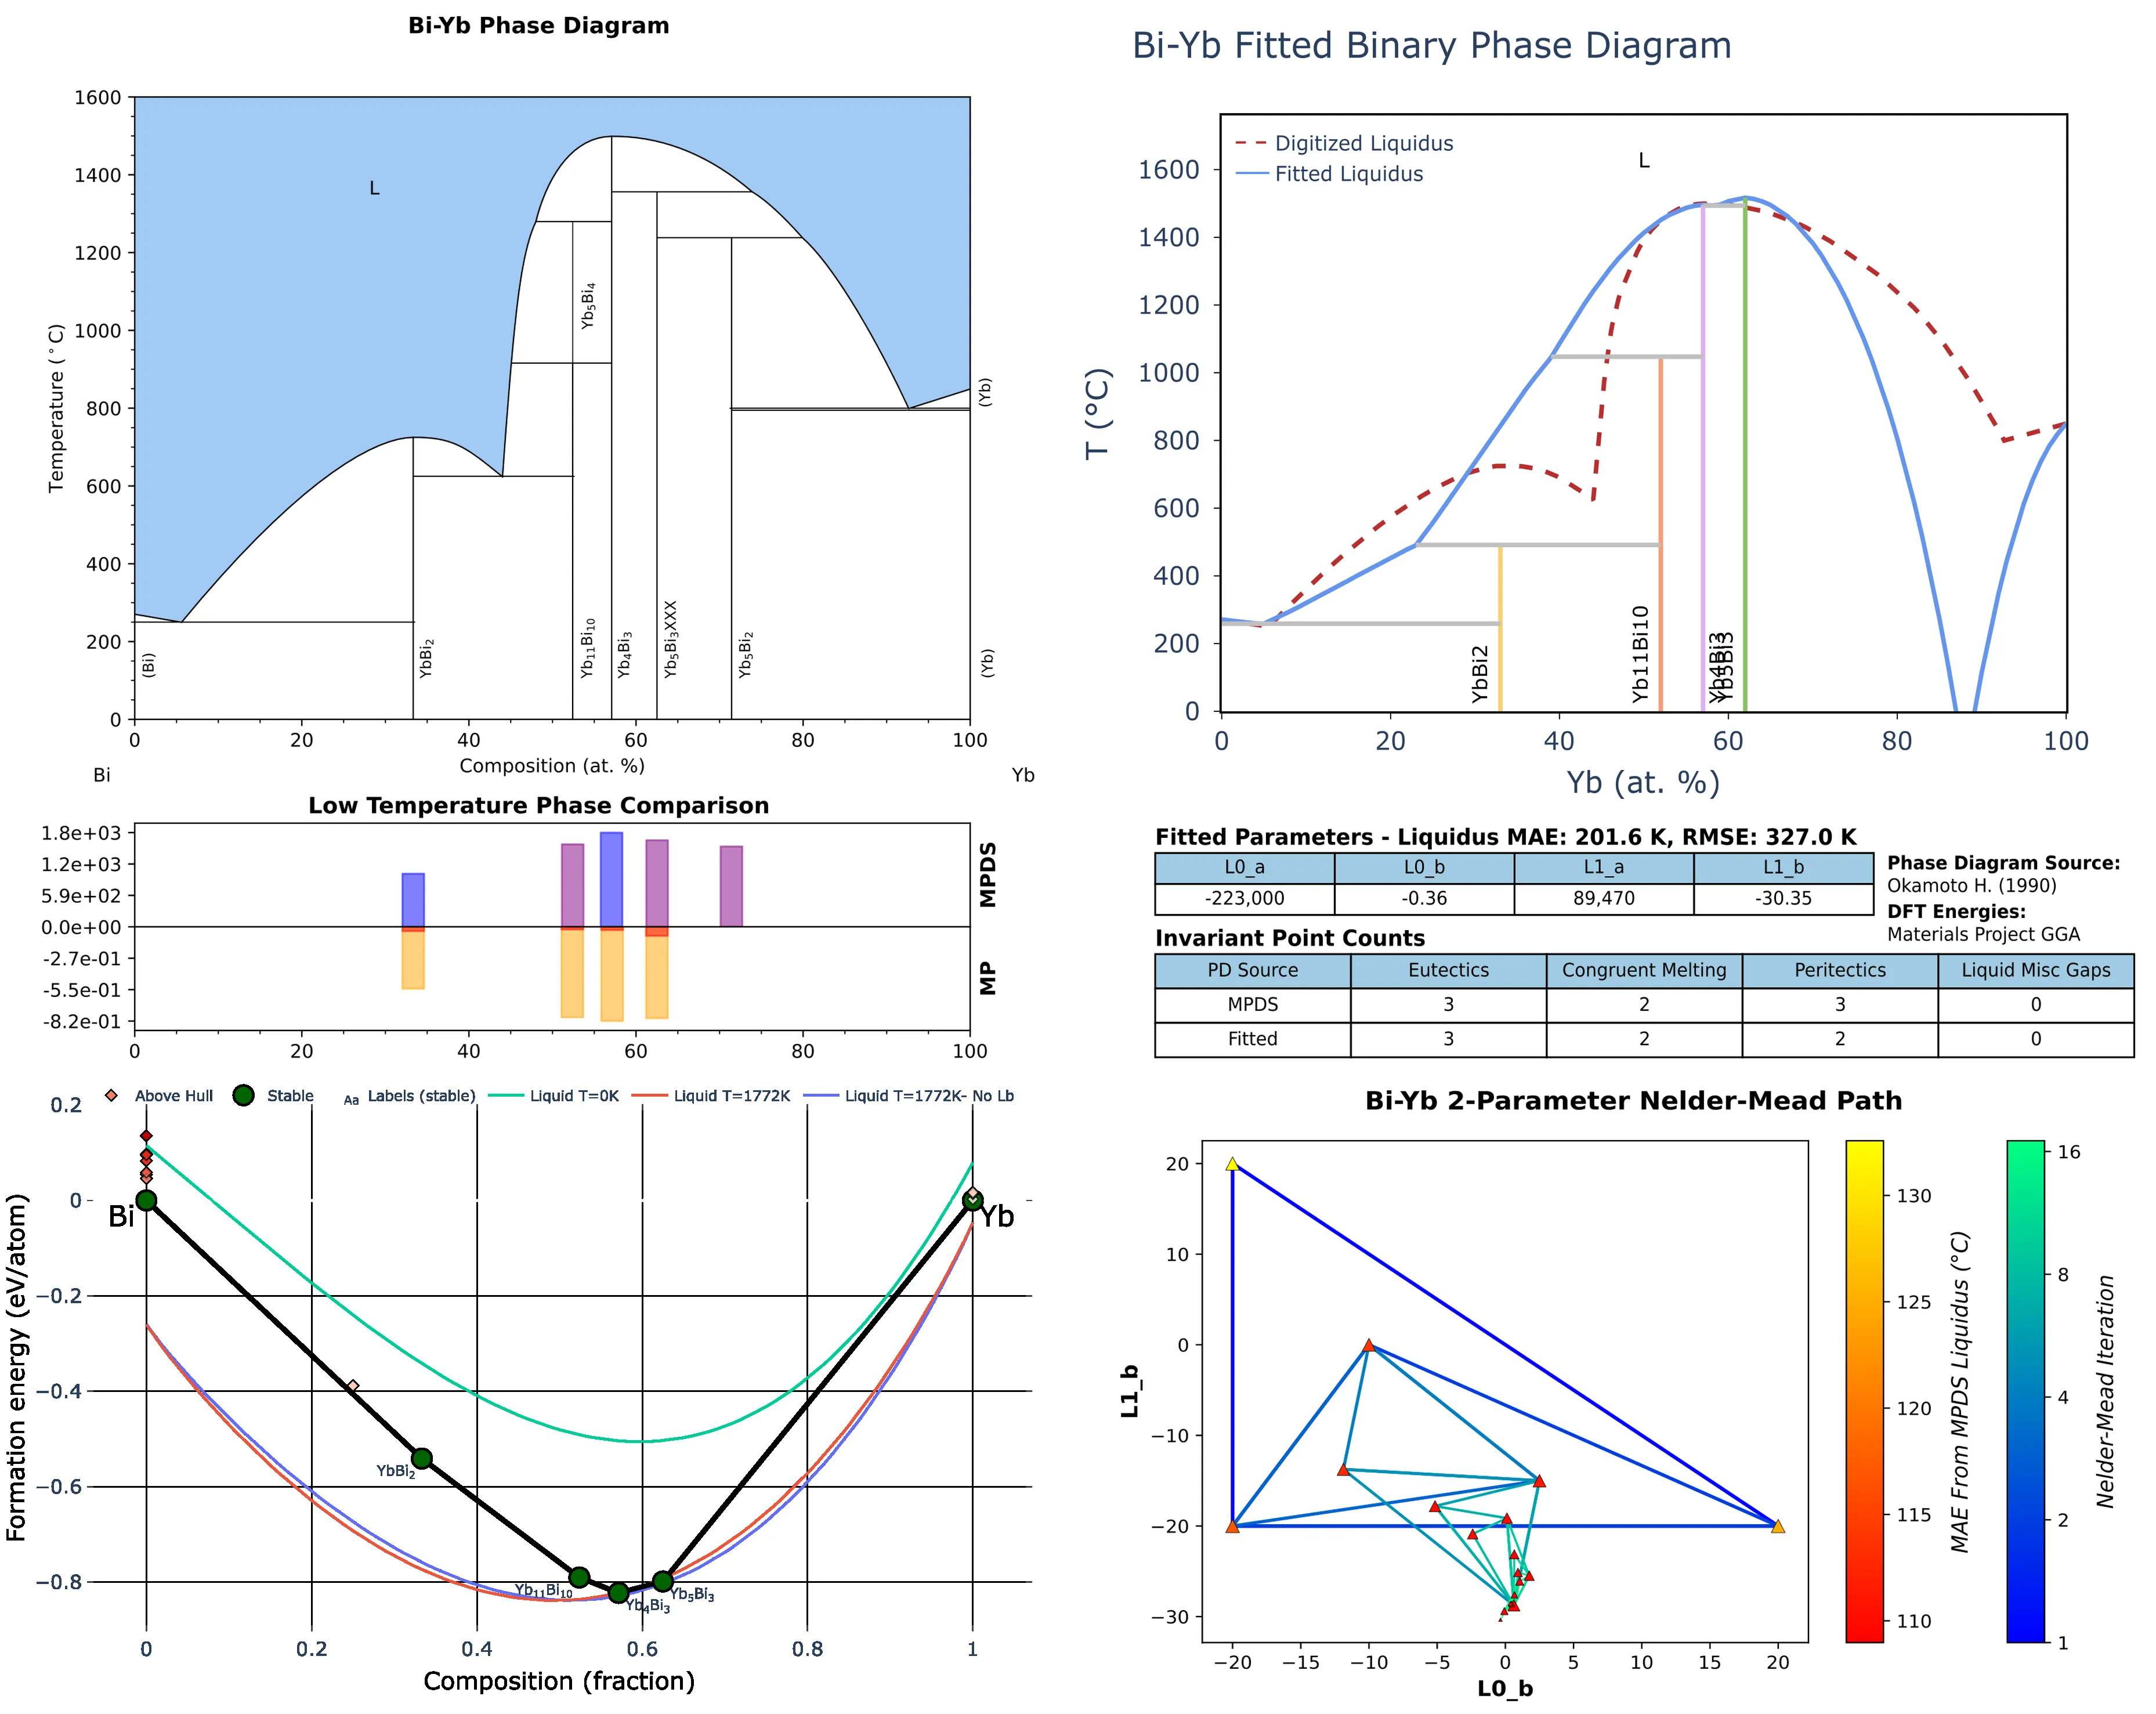 Bi-Yb Phase Diagram
1600
1400
1200
1000
800
600
400
200
0
Temperature (°C)
L
(Bi)
YbBi2
Yb11Bi10
Yb5Bi4
Yb4Bi3
Yb5Bi3XXX
Yb5Bi2
(Yb)
(Yb)
0 20 40 60 80 100
Composition (at. %)
Bi Yb
Bi-Yb Fitted Binary Phase Diagram
Digitized Liquidus
Fitted Liquidus
L
1600
1400
1200
1000
800
600
400
200
0
T (°C)
YbBi2
Yb11Bi10
Yb4Bi3
Yb5Bi3
0 20 40 60 80 100
Yb (at. %)
Low Temperature Phase Comparison
1.8e+03
1.2e+03
5.9e+02
0.0e+00
-2.7e-01
-5.5e-01
-8.2e-01
MPDS
MP
0 20 40 60 80 100
Fitted Parameters - Liquidus MAE: 201.6 K, RMSE: 327.0 K
L0_a L0_b L1_a L1_b
-223,000 -0.36 89,470 -30.35
Phase Diagram Source:
Okamoto H. (1990)
DFT Energies:
Materials Project GGA
Invariant Point Counts
PD Source Eutectics Congruent Melting Peritectics Liquid Misc Gaps
MPDS 3 2 3 0
Fitted 3 2 2 0
Above Hull Stable Aa Labels (stable) Liquid T=0K Liquid T=1772K Liquid T=1772K- No Lb
0.2
0
−0.2
−0.4
−0.6
−0.8
Formation energy (eV/atom)
Bi
Yb
YbBi2
Yb11Bi10
Yb4Bi3
Yb5Bi3
0 0.2 0.4 0.6 0.8 1
Composition (fraction)
Bi-Yb 2-Parameter Nelder-Mead Path
20
10
0
−10
−20
−30
L1_b
−20 −15 −10 −5 0 5 10 15 20
L0_b
130
125
120
115
110
MAE From MPDS Liquidus (°C)
16
8
4
2
1
Nelder-Mead Iteration